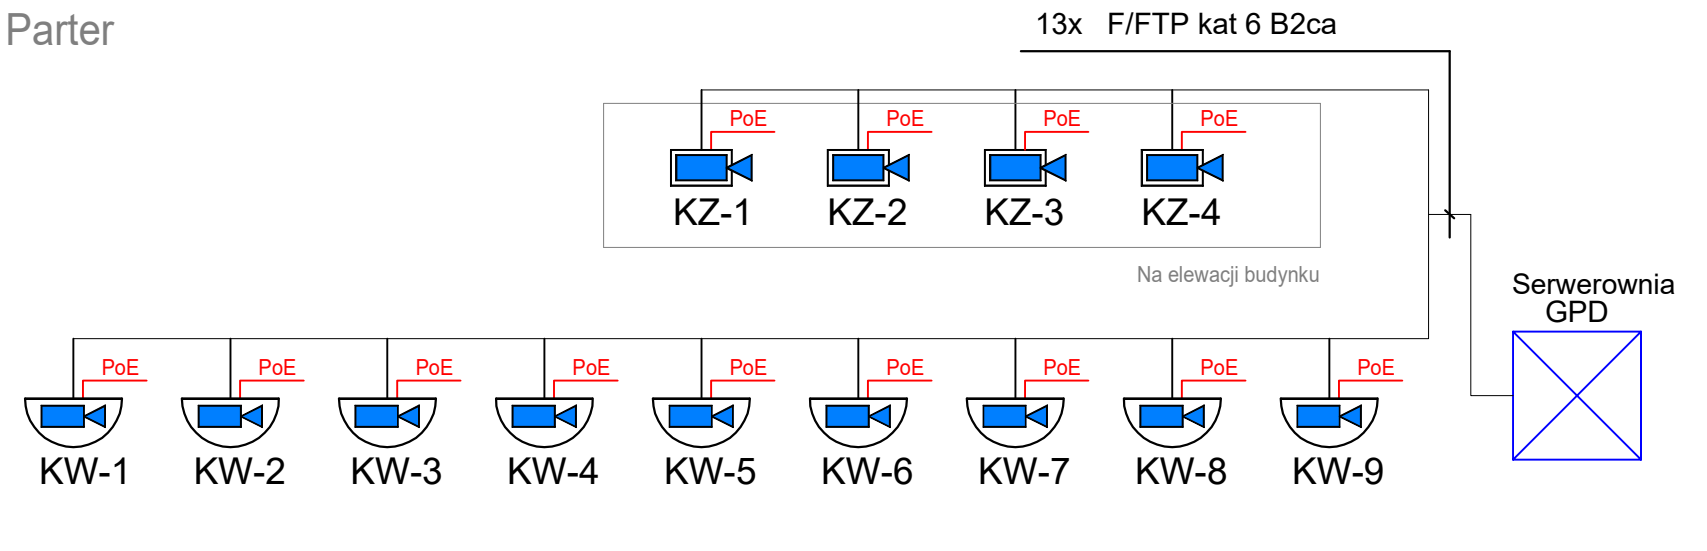 Parter
13x F/FTP kat 6 B2ca
PoE PoE PoE PoE
KZ-1 KZ-2 KZ-3 KZ-4
Na elewacji budynku
Serwerownia
GPD
PoE PoE PoE PoE PoE PoE PoE PoE PoE
KW-1 KW-2 KW-3 KW-4 KW-5 KW-6 KW-7 KW-8 KW-9